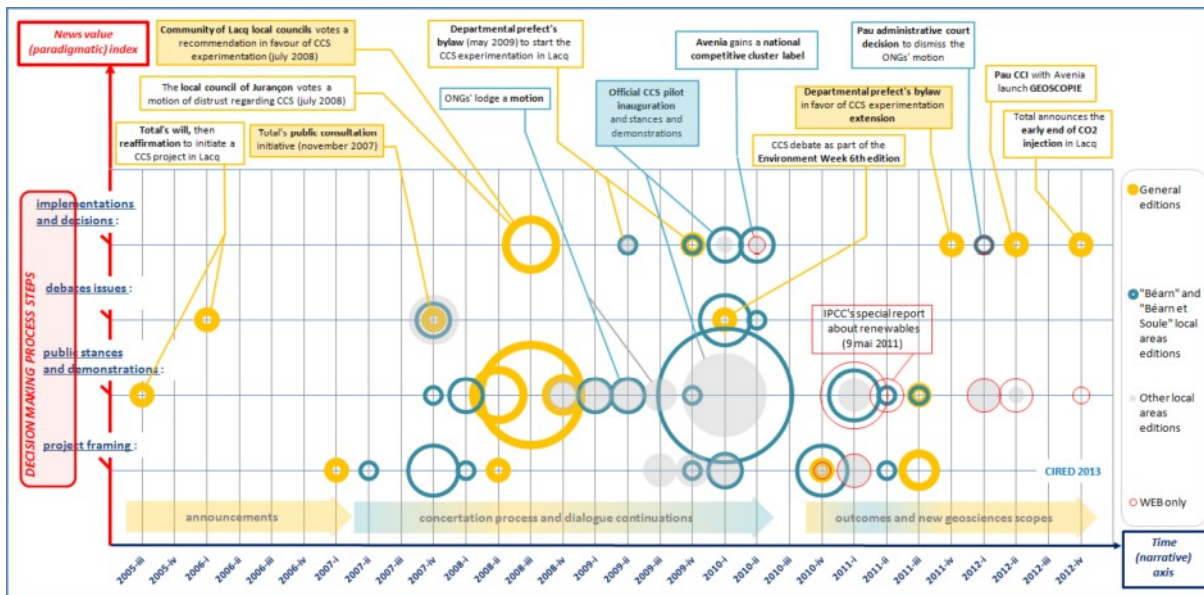 News value
(paradigmatic) index
Community of Lacq local councils votes a
recommendation in favour of CCS
experimentation (july 2008)
The local council of Jurançon votes a
motion of distrust regarding CCS (july 2008)
Total's will, then
reaffirmation to initiate a
CCS project in Lacq
Total's public consultation
initiative (november 2007)
Departmental prefect's
bylaw (may 2009) to start the
CCS experimentation in Lacq
ONGs' lodge a motion
Official CCS pilot
inauguration
and stances and
demonstrations
Avenia gains a national
competitive cluster label
Departmental prefect's bylaw
in favor of CCS experimentation
extension
CCS debate as part of the
Environment Week 6th edition
Pau administrative court
decision to dismiss the
ONGs' motion
Pau CCI with Avenia
launch GEOSCOPIE
Total announces the
early end of CO2
injection in Lacq
DECISION MAKING PROCESS STEPS
implementations
and decisions :
debates issues :
public stances
and demonstrations :
project framing :
IPCC's special report
about renewables
(9 mai 2011)
General
editions
"Béarn" and
"Béarn et
Soule" local
areas
editions
Other local
areas
editions
WEB only
CIRED 2013
announcements
concertation process and dialogue continuations
outcomes and new geosciences scopes
Time
(narrative)
axis
2005-iii
2005-iv
2006-i
2006-ii
2006-iii
2006-iv
2007-i
2007-ii
2007-iii
2007-iv
2008-i
2008-ii
2008-iii
2008-iv
2009-i
2009-ii
2009-iii
2009-iv
2010-i
2010-ii
2010-iii
2010-iv
2011-i
2011-ii
2011-iii
2011-iv
2012-i
2012-ii
2012-iii
2012-iv